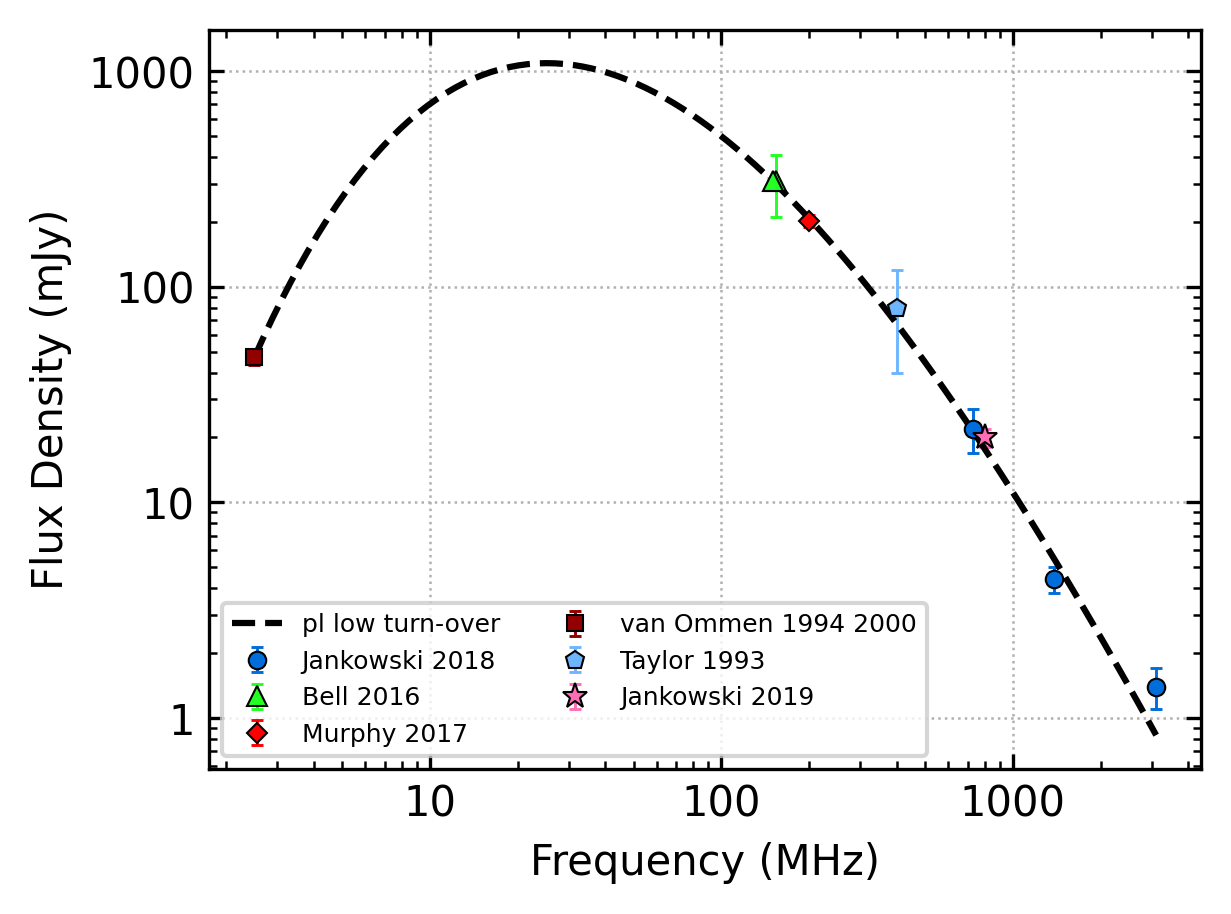 Flux Density (mJy)
1000
100
10
1
pl low turn-over
Jankowski 2018
Bell 2016
Murphy 2017
van Ommen 1994 2000
Taylor 1993
Jankowski 2019
10
100
1000
Frequency (MHz)